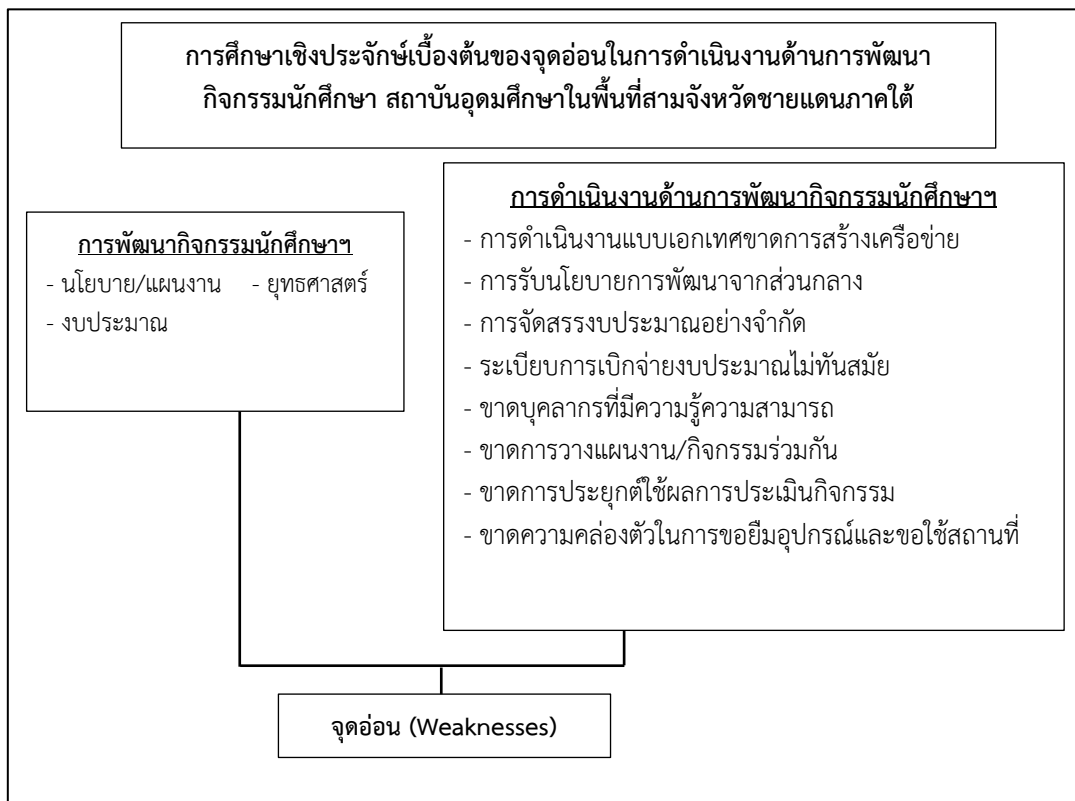 การศึกษาเชิงประจักษ์เบื้องต้นของจุดอ่อนในการดำเนินงานด้านการพัฒนา
กิจกรรมนักศึกษา สถาบันอุดมศึกษาในพื้นที่สามจังหวัดชายแดนภาคใต้
การพัฒนากิจกรรมนักศึกษาฯ
- นโยบาย/แผนงาน - ยุทธศาสตร์
- งบประมาณ
การดำเนินงานด้านการพัฒนากิจกรรมนักศึกษาฯ
- การดำเนินงานแบบเอกเทศขาดการสร้างเครือข่าย
- การรับนโยบายการพัฒนาจากส่วนกลาง
- การจัดสรรงบประมาณอย่างจำกัด
- ระเบียบการเบิกจ่ายงบประมาณไม่ทันสมัย
- ขาดบุคลากรที่มีความรู้ความสามารถ
- ขาดการวางแผนงาน/กิจกรรมร่วมกัน
- ขาดการประยุกต์ใช้ผลการประเมินกิจกรรม
- ขาดความคล่องตัวในการขอยืมอุปกรณ์และขอใช้สถานที่
จุดอ่อน (Weaknesses)